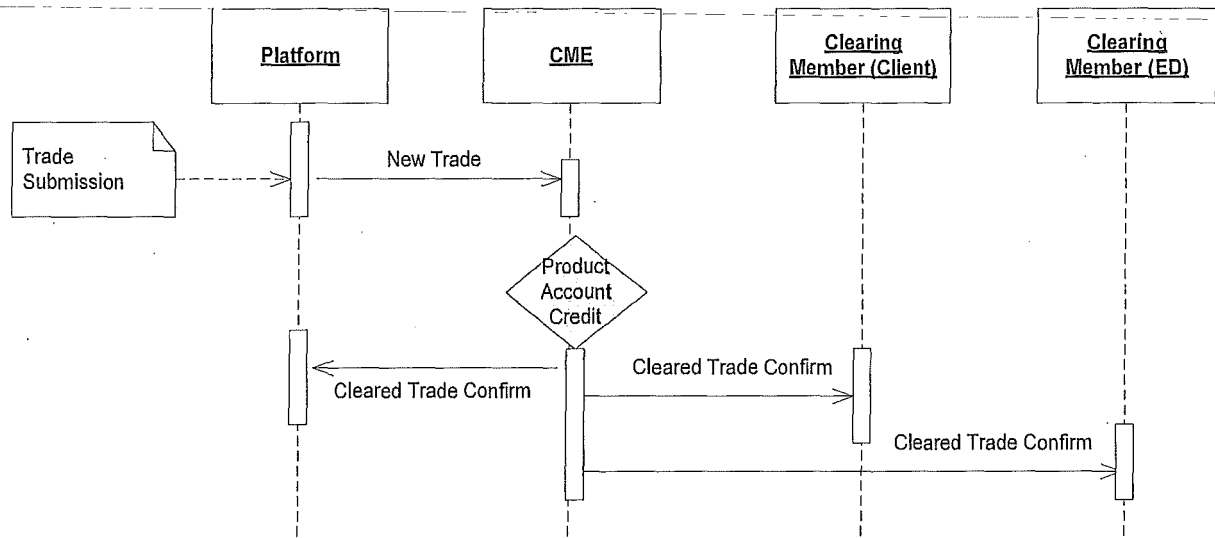 Platform
CME
Clearing
Member (Client)
Clearing
Member (ED)
Trade
Submission
New Trade
Product
Account
Credit
Cleared Trade Confirm
Cleared Trade Confirm
Cleared Trade Confirm